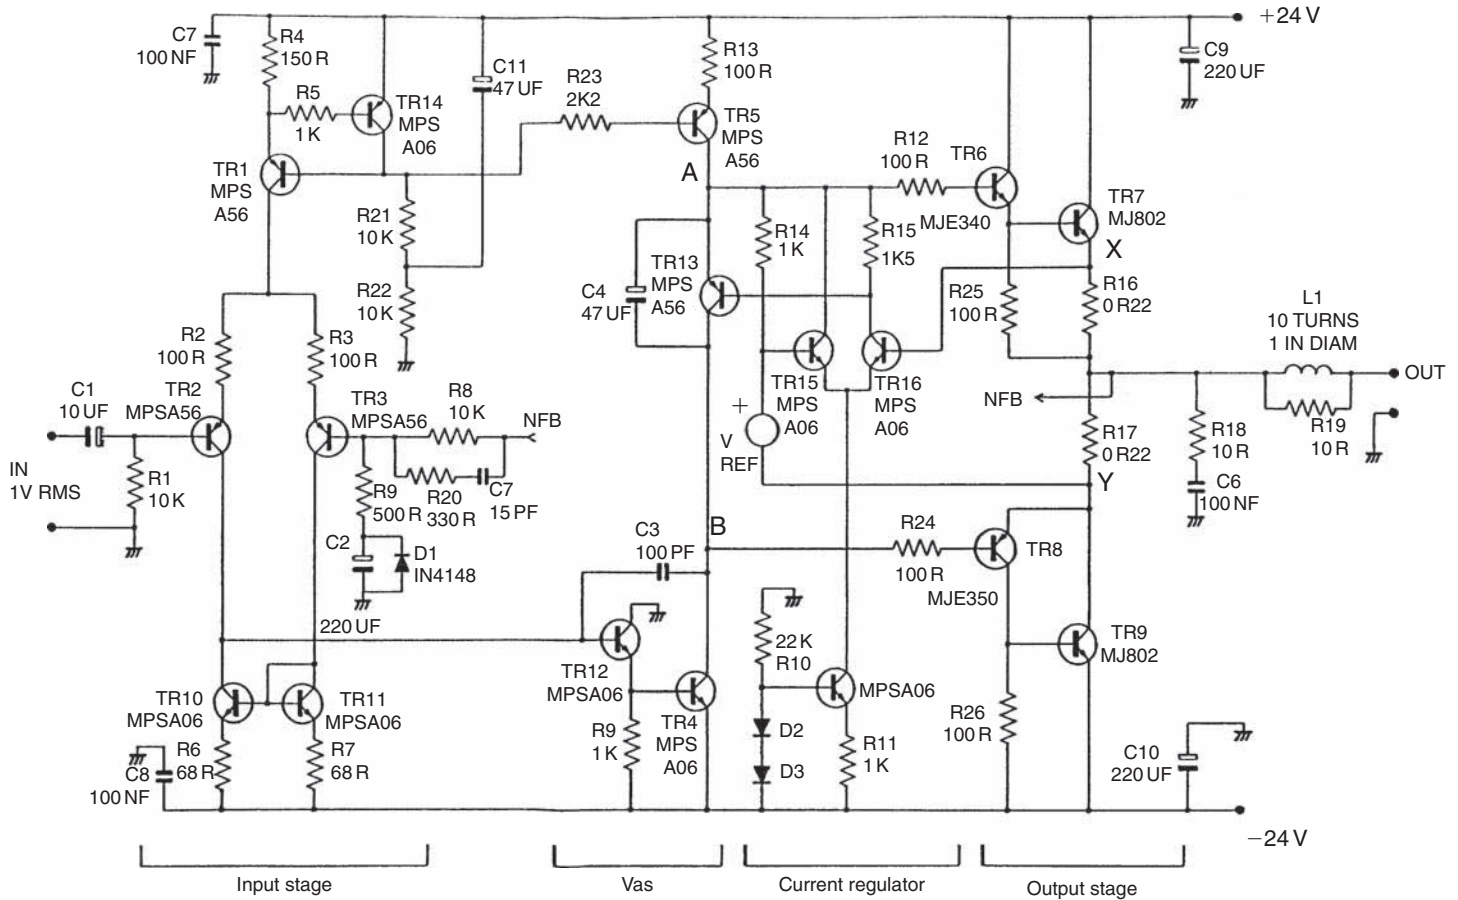 C7
100 NF
R4
150 R
R5
1 K
TR14
MPS
A06
C11
47 UF
R23
2K2
R13
100 R
TR5
MPS
A56
+24 V
C9
220 UF
TR1
MPS
A56
A
R12
100 R
TR6
MJE340
TR7
MJ802
X
R21
10 K
R22
10 K
R14
1 K
R15
1K5
TR13
MPS
A56
C4
47 UF
R25
100 R
R16
0 R22
L1
10 TURNS
1 IN DIAM
R2
100 R
R3
100 R
C1
10 UF
TR2
MPSA56
TR3
MPSA56
R8
10 K
NFB
TR15
MPS
A06
TR16
MPS
A06
NFB
OUT
+
V
REF
R17
0 R22
R18
10 R
R19
10 R
IN
1V RMS
R1
10 K
R9
500 R
R20
330 R
C7
15 PF
C6
100 NF
Y
C2
D1
IN4148
220 UF
C3
100 PF
B
R24
100 R
TR8
MJE350
22 K
R10
TR12
MPSA06
TR9
MJ802
TR10
MPSA06
TR11
MPSA06
MPSA06
R9
1 K
TR4
MPS
A06
D2
D3
R11
1 K
R26
100 R
C10
220 UF
C8
100 NF
R6
68 R
R7
68 R
−24 V
Input stage
Vas
Current regulator
Output stage